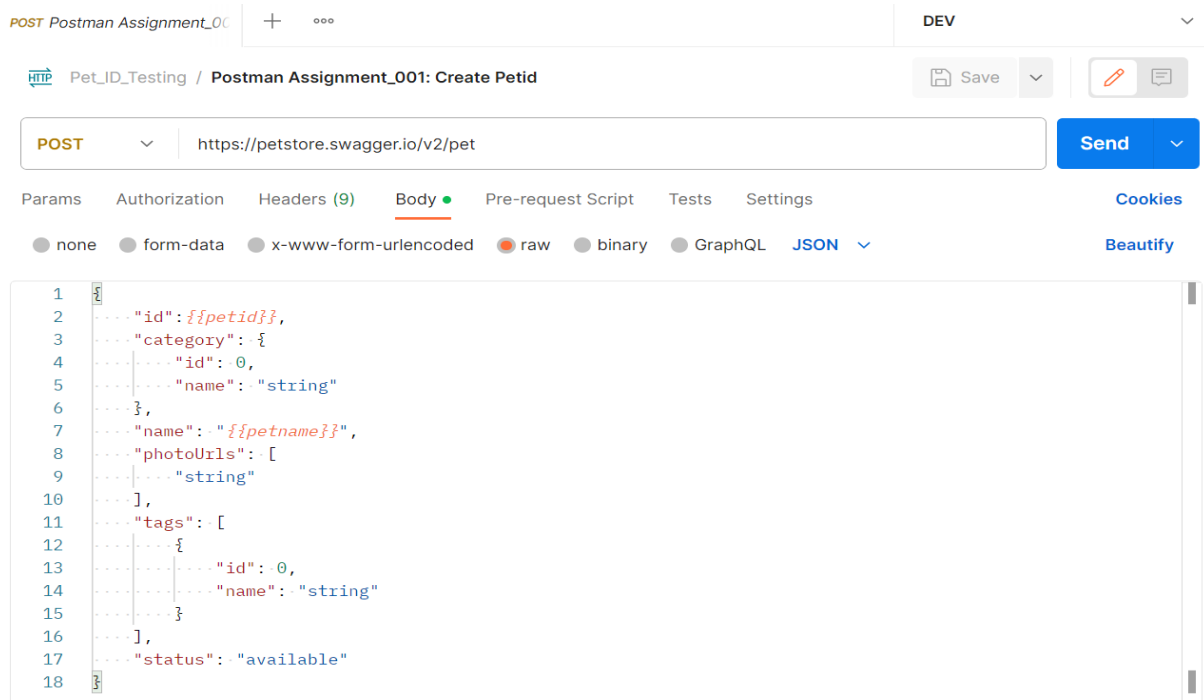 POST Postman Assignment_00 + ooo DEV
HTTP Pet_ID_Testing / Postman Assignment_001: Create Petid Save
POST https://petstore.swagger.io/v2/pet Send
Params Authorization Headers (9) Body Pre-request Script Tests Settings Cookies
none form-data x-www-form-urlencoded raw binary GraphQL JSON Beautify
1 {
2 "id":{{petid}},
3 "category": {
4 "id": 0,
5 "name": "string"
6 },
7 "name": "{{petname}}",
8 "photoUrls": [
9 "string"
10 ],
11 "tags": [
12 {
13 "id": 0,
14 "name": "string"
15 }
16 ],
17 "status": "available"
18 }